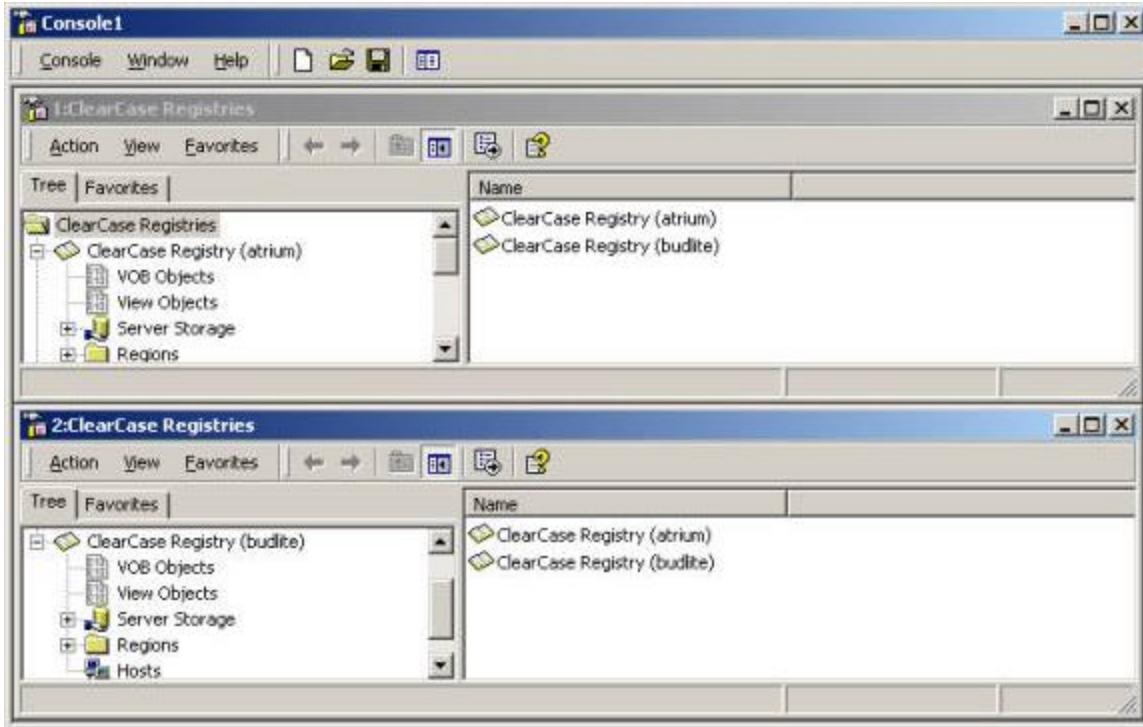 Console1
Console Window Help
1:ClearCase Registries
Action View Favorites
Tree Favorites
Name
ClearCase Registries
ClearCase Registry (atrium)
VOB Objects
View Objects
Server Storage
Regions
ClearCase Registry (atrium)
ClearCase Registry (budlite)
2:ClearCase Registries
Action View Favorites
Tree Favorites
Name
ClearCase Registry (budlite)
VOB Objects
View Objects
Server Storage
Regions
Hosts
ClearCase Registry (atrium)
ClearCase Registry (budlite)